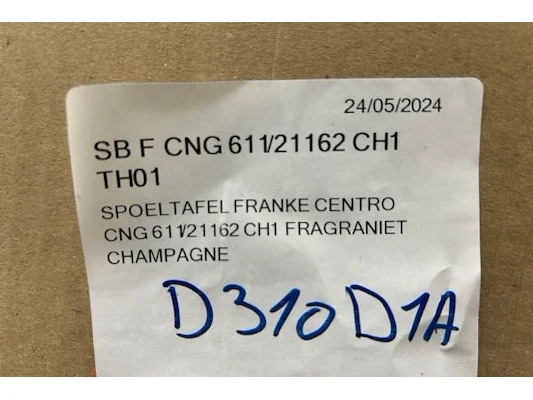 24/05/2024
SB F CNG 611/21162 CH1
TH01
SPOELTAFEL FRANKE CENTRO
CNG 611/21162 CH1 FRAGRANIET
CHAMPAGNE
D310D1A